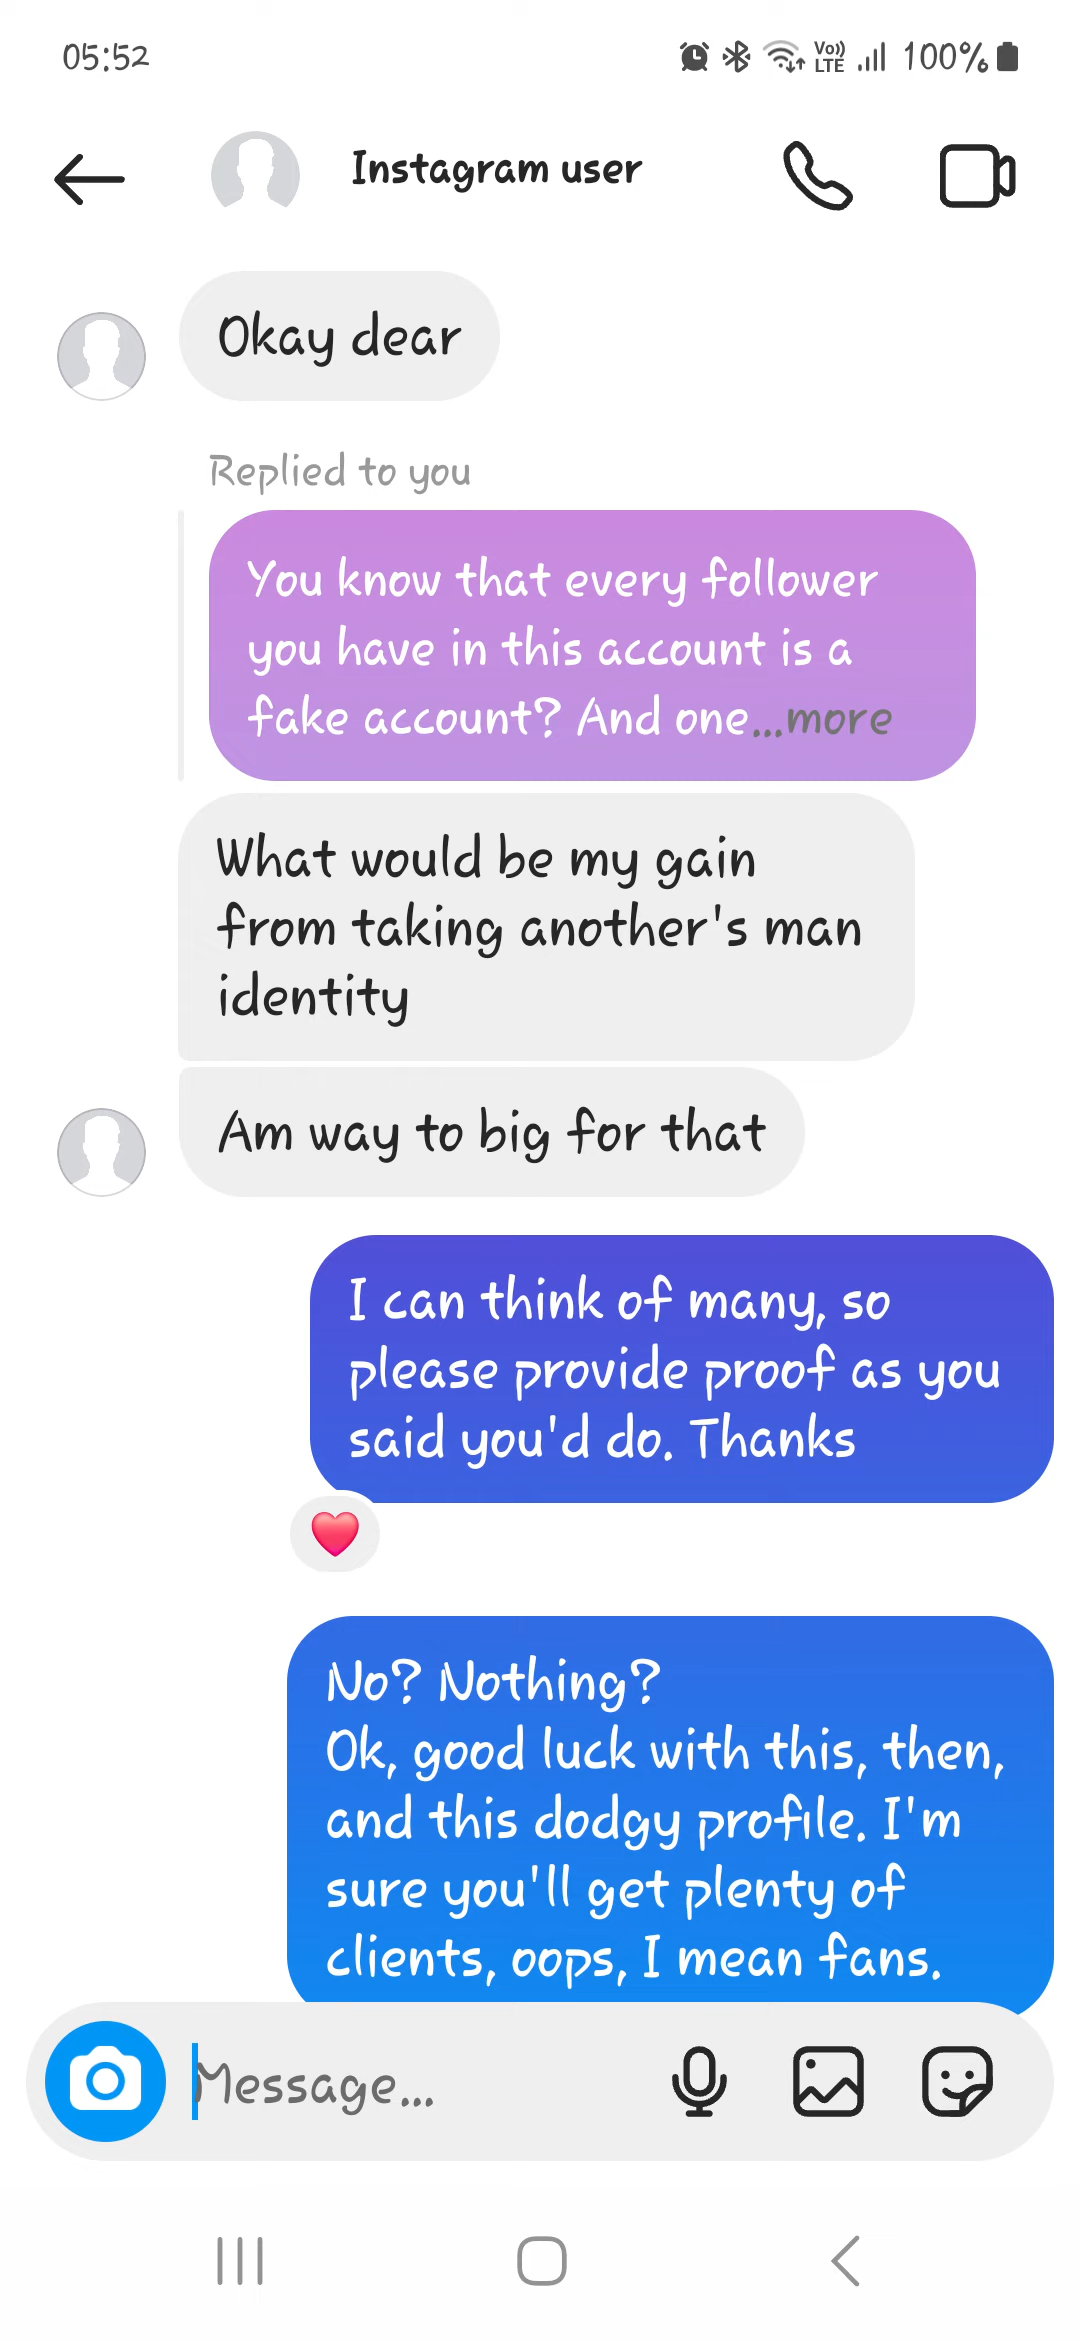 05:52
Vo)) LTE 100%
Instagram user
Okay dear
Replied to you
You know that every follower
you have in this account is a
fake account? And one...more
What would be my gain
from taking another's man
identity
Am way to big for that
I can think of many, so
please provide proof as you
said you'd do. Thanks
No? Nothing?
Ok, good luck with this, then,
and this dodgy profile. I'm
sure you'll get plenty of
clients, oops, I mean fans.
Message...